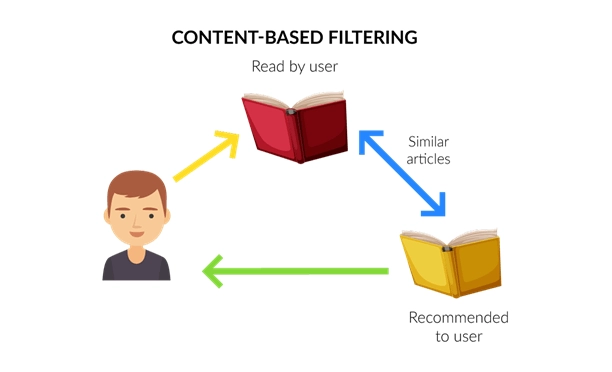 CONTENT-BASED FILTERING
Read by user
Similar
articles
Recommended
to user